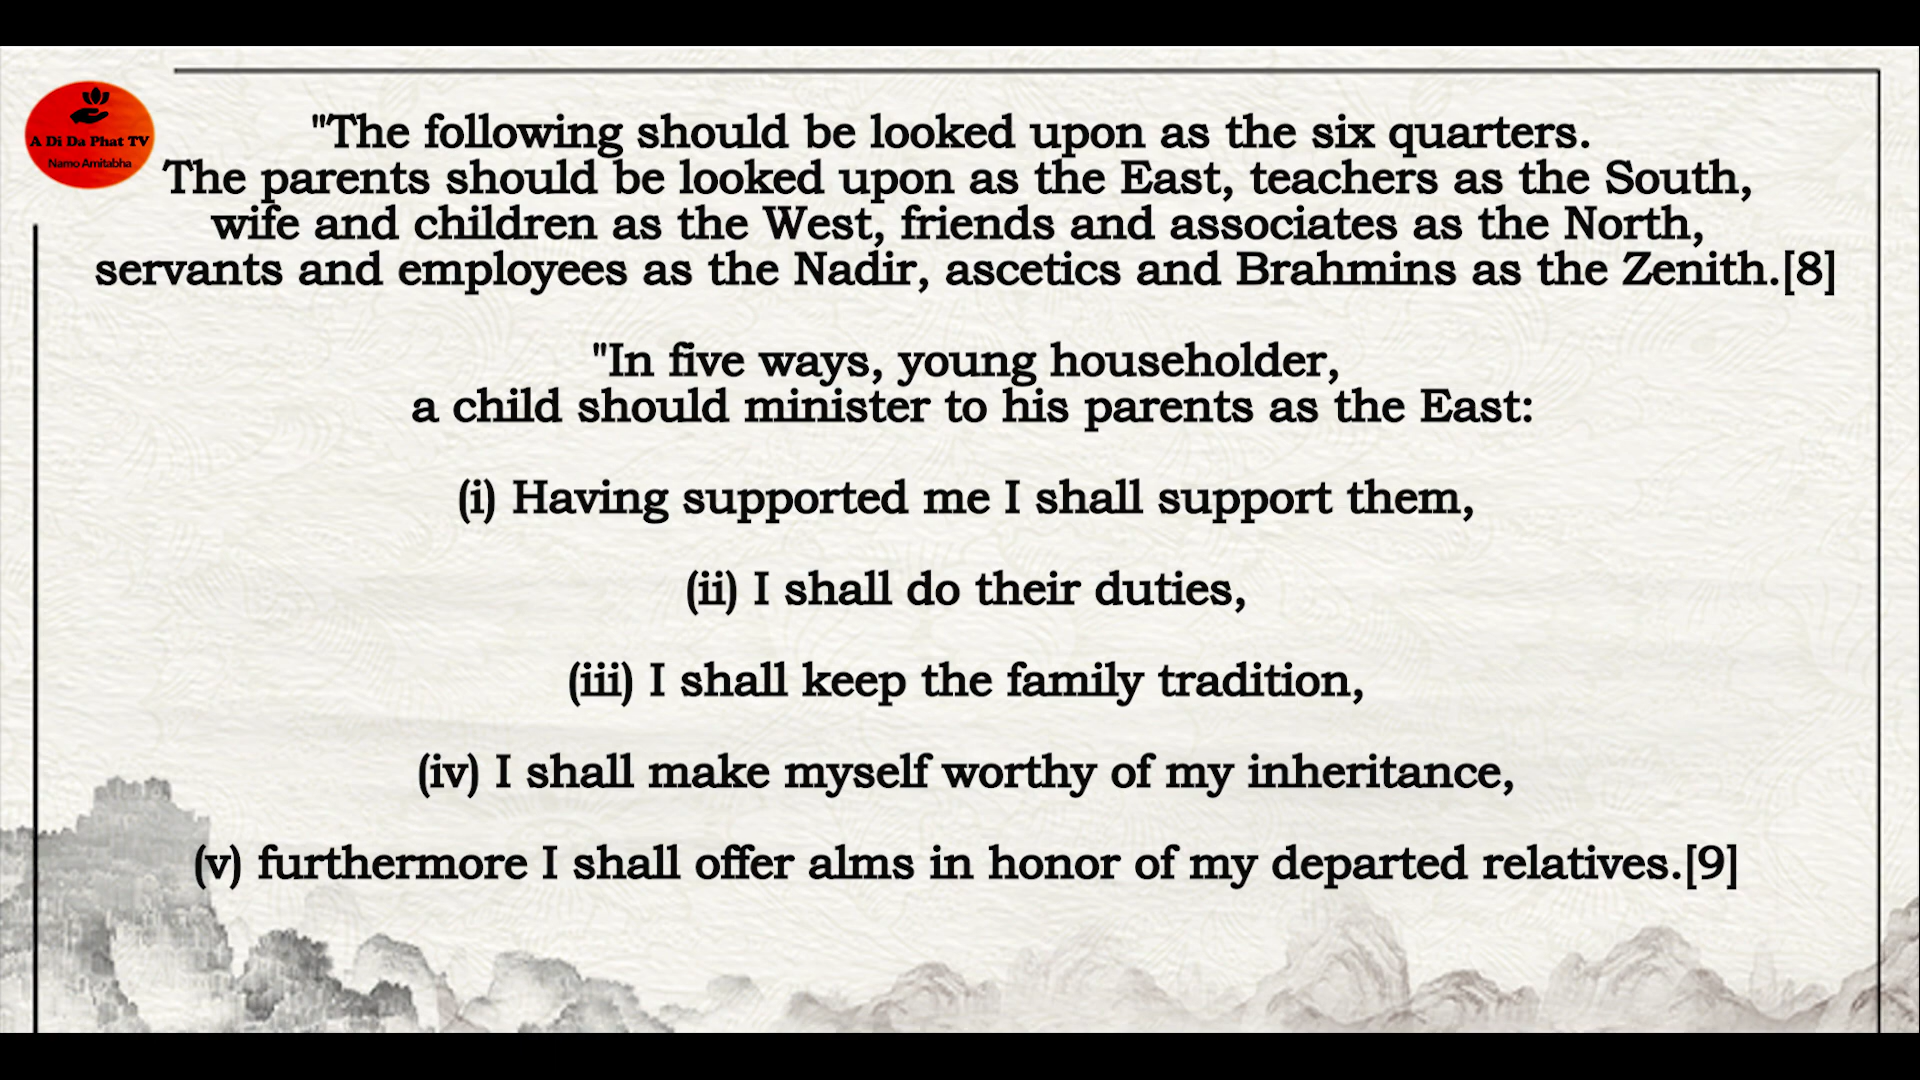 A Di Da Phat TV
Namo Amitabha
"The following should be looked upon as the six quarters.
The parents should be looked upon as the East, teachers as the South,
wife and children as the West, friends and associates as the North,
servants and employees as the Nadir, ascetics and Brahmins as the Zenith.[8]
"In five ways, young householder,
a child should minister to his parents as the East:
(i) Having supported me I shall support them,
(ii) I shall do their duties,
(iii) I shall keep the family tradition,
(iv) I shall make myself worthy of my inheritance,
(v) furthermore I shall offer alms in honor of my departed relatives.[9]